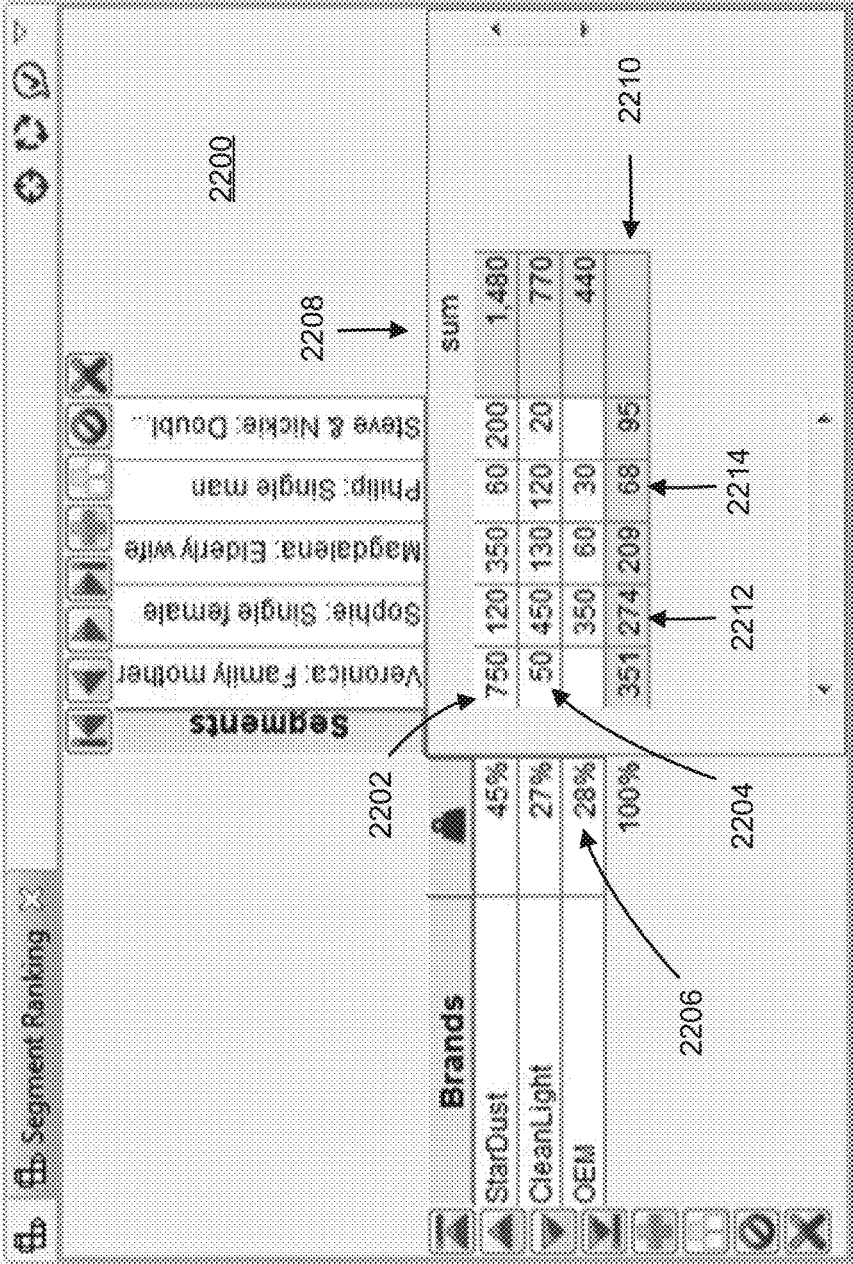 Segment Ranking
2200
Segments
Veronica: Family mother
Sophie: Single female
Magdalena: Elderly wife
Philip: Single man
Steve & Nickie: Doubl...
2202
2208
Brands
sum
StarDust 45% 750 120 350 60 200 1,480
CleanLight 27% 50 450 130 120 20 770
OEM 28% 350 60 30 440
100% 351 274 209 68 95
2206
2204
2212
2214
2210